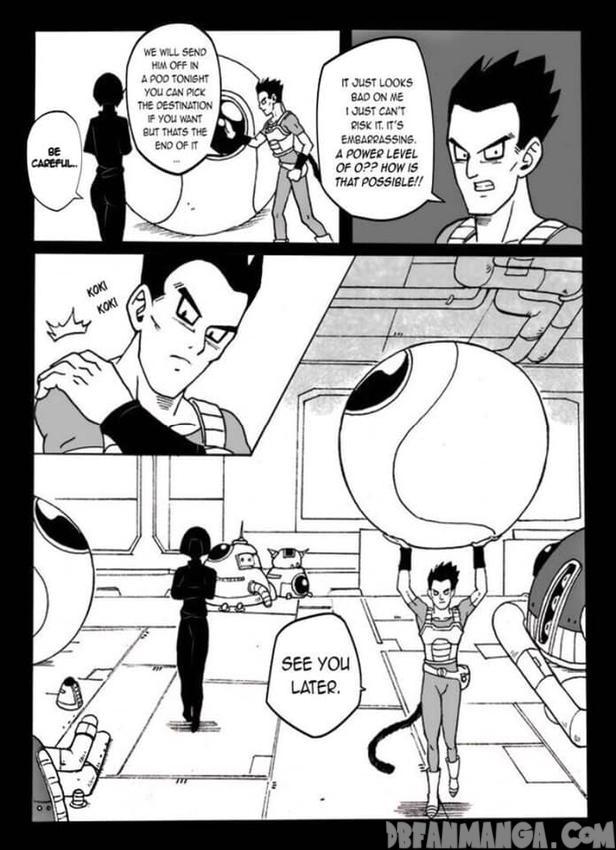 WE WILL SEND
HIM OFF IN
A POD TONIGHT
YOU CAN PICK
THE DESTINATION
IF YOU WANT
BUT THATS THE
END OF IT
...
BE
CAREFUL..
IT JUST LOOKS
BAD ON ME
I JUST CAN'T
RISK IT. IT'S
EMBARRASSING.
A POWER LEVEL
OF 0?? HOW IS
THAT POSSIBLE!!
KOKI
KOKI
SEE YOU
LATER.
DBFANMANGA.COM